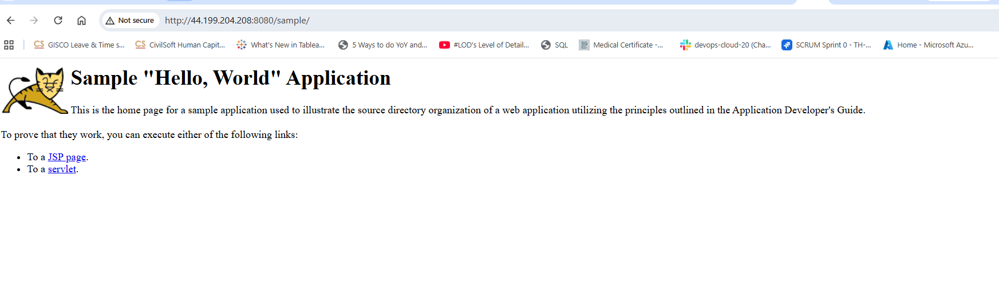 Not secure
http://44.199.204.208:8080/sample/
GISCO Leave & Time s...
CivilSoft Human Capit...
What's New in Tablea...
5 Ways to do YoY and...
#LOD's Level of Detail...
SQL
Medical Certificate -...
devops-cloud-20 (Cha...
SCRUM Sprint 0 - TH-...
Home - Microsoft Azu...
Sample "Hello, World" Application
This is the home page for a sample application used to illustrate the source directory organization of a web application utilizing the principles outlined in the Application Developer's Guide.
To prove that they work, you can execute either of the following links:
• To a JSP page.
• To a servlet.